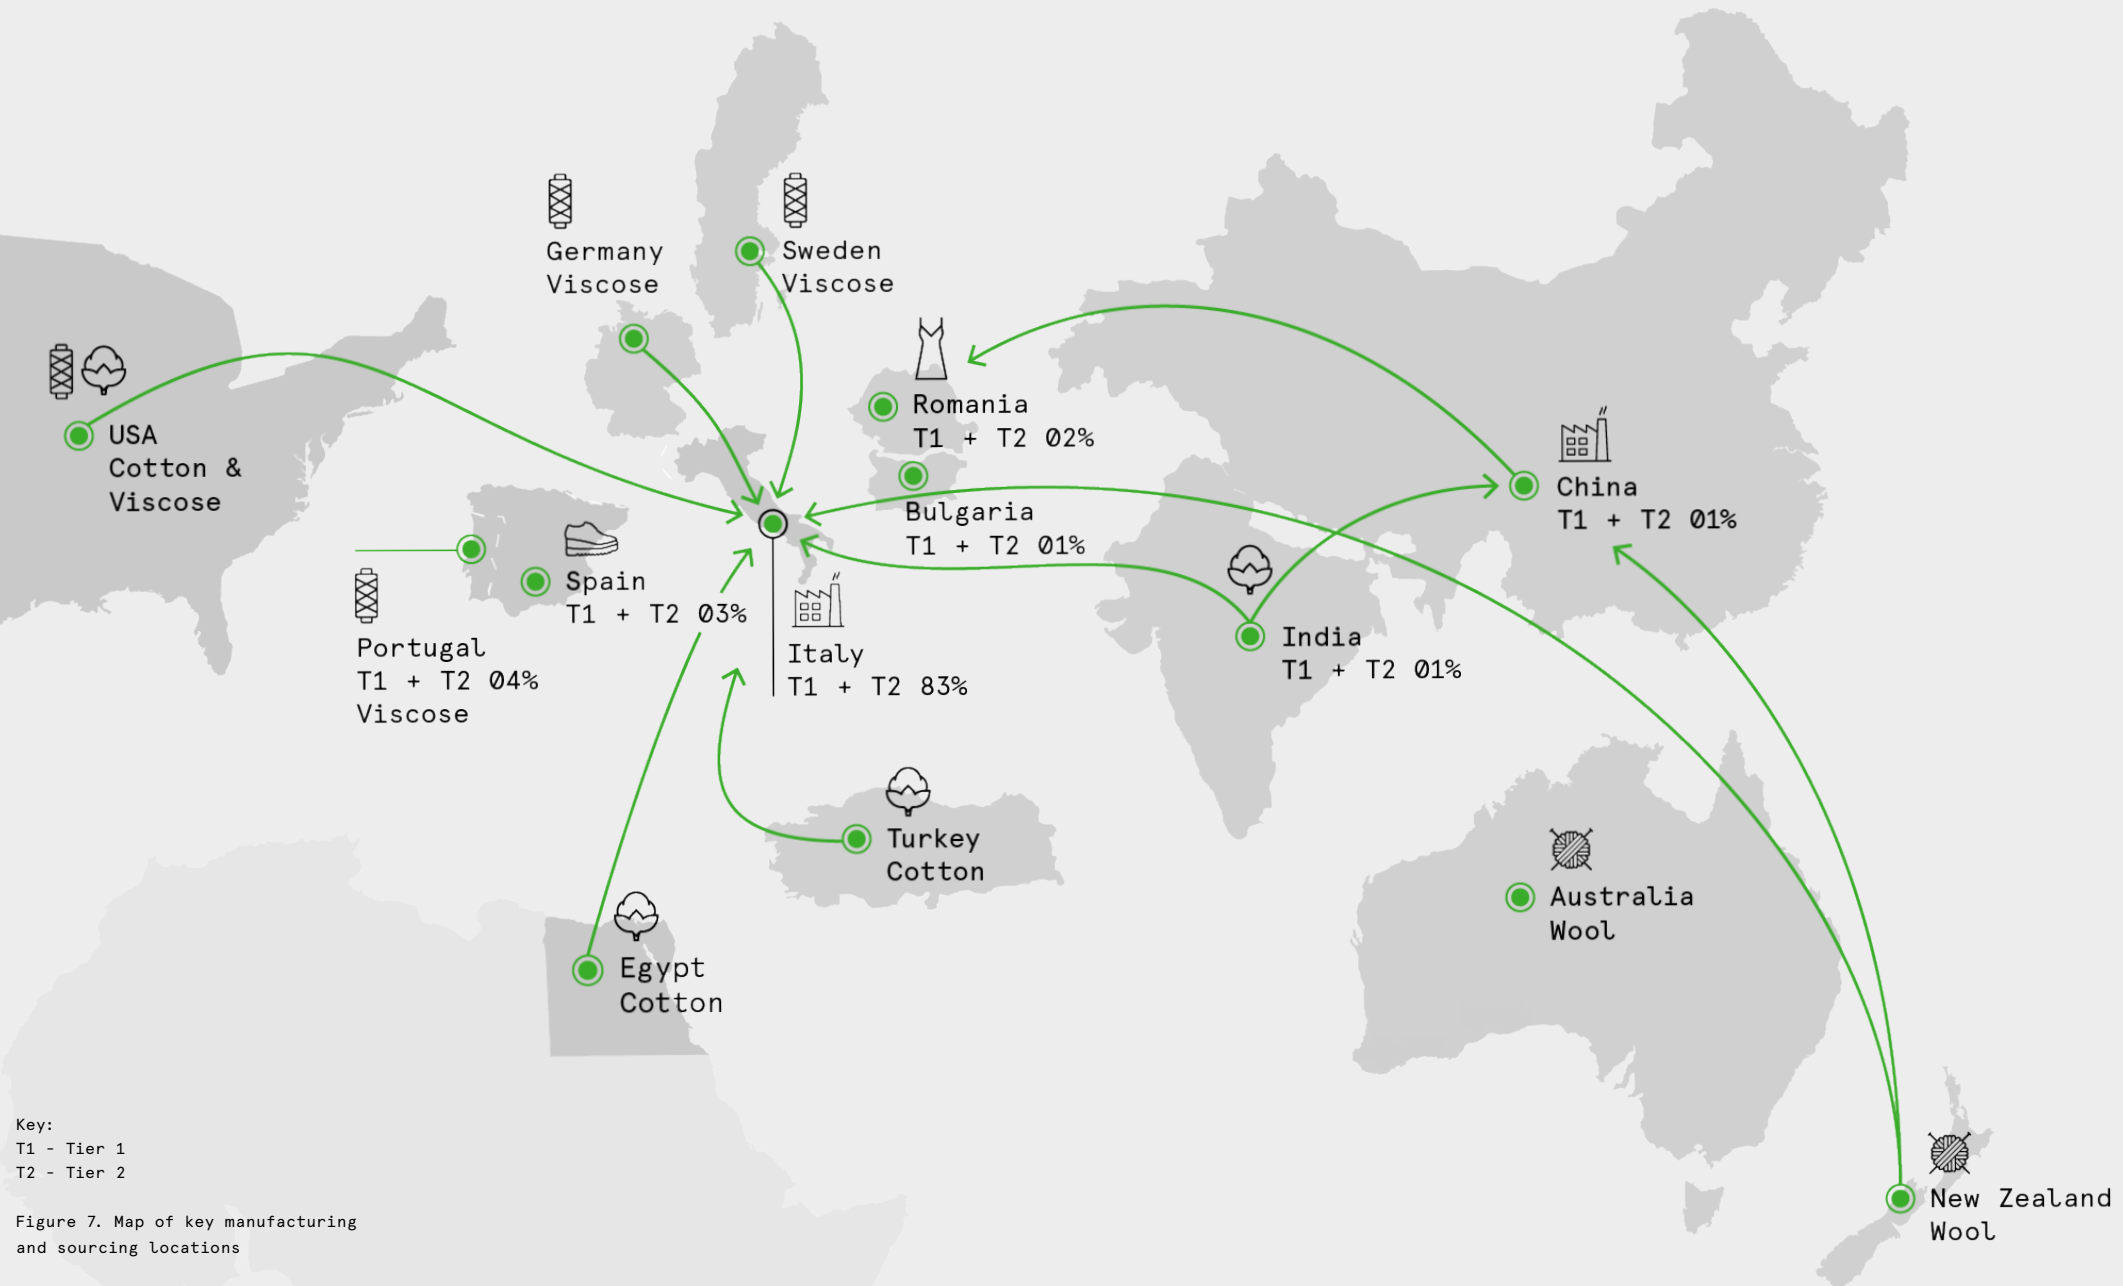 Germany
Viscose
Sweden
Viscose
USA
Cotton &
Viscose
Romania
T1 + T2 02%
Bulgaria
T1 + T2 01%
China
T1 + T2 01%
Spain
T1 + T2 03%
Portugal
T1 + T2 04%
Viscose
Italy
T1 + T2 83%
India
T1 + T2 01%
Turkey
Cotton
Egypt
Cotton
Australia
Wool
New Zealand
Wool
Key:
T1 - Tier 1
T2 - Tier 2
Figure 7. Map of key manufacturing
and sourcing locations